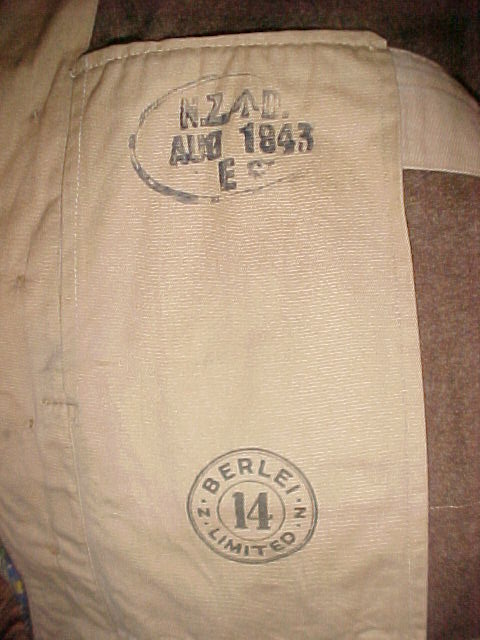 N.Z.↑D.
AUG 1943
E
BERLEI N
14
N.Z. LIMITED